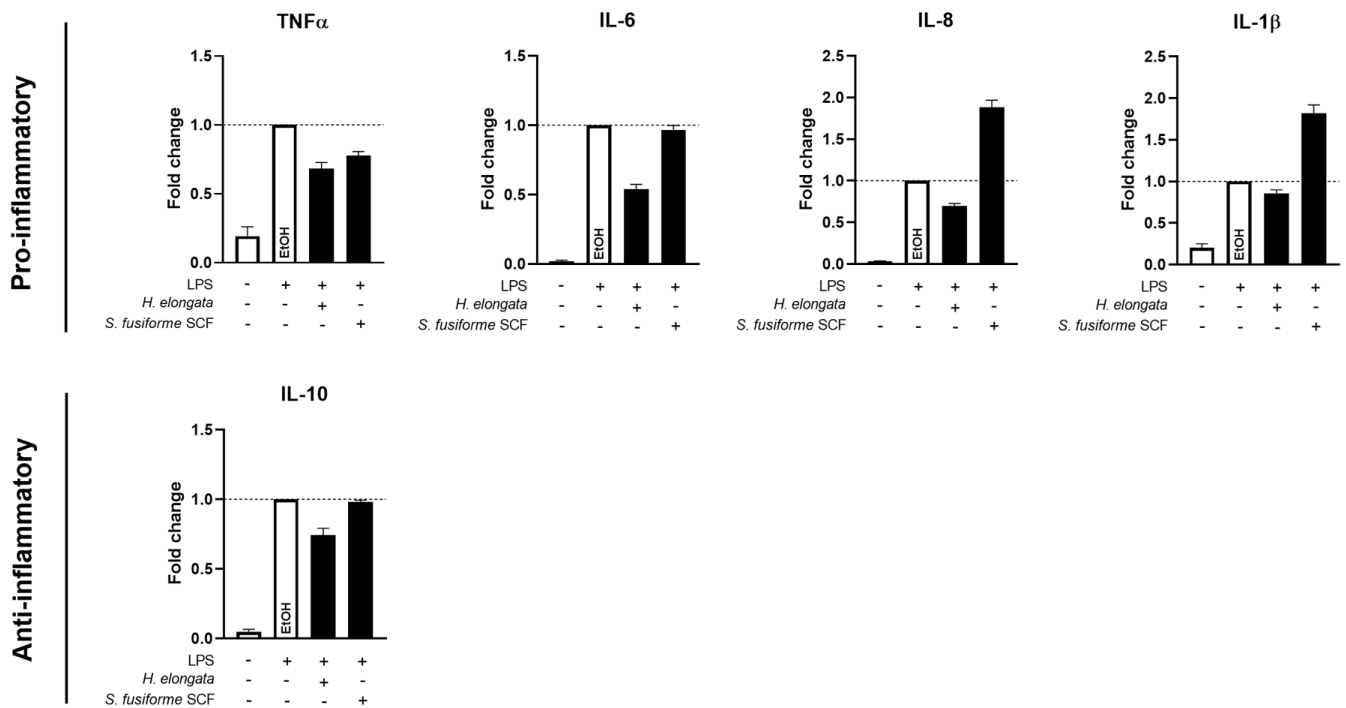 Pro-inflammatory
TNFα
Fold change
1.5
1.0
0.5
0.0
EtOH
LPS - + + +
H. elongata - - + -
S. fusiforme SCF - - - +
IL-6
Fold change
1.5
1.0
0.5
0.0
EtOH
LPS - + + +
H. elongata - - + -
S. fusiforme SCF - - - +
IL-8
Fold change
2.5
2.0
1.5
1.0
0.5
0.0
EtOH
LPS - + + +
H. elongata - - + -
S. fusiforme SCF - - - +
IL-1β
Fold change
2.5
2.0
1.5
1.0
0.5
0.0
EtOH
LPS - + + +
H. elongata - - + -
S. fusiforme SCF - - - +
Anti-inflammatory
IL-10
Fold change
1.5
1.0
0.5
0.0
EtOH
LPS - + + +
H. elongata - - + -
S. fusiforme SCF - - - +